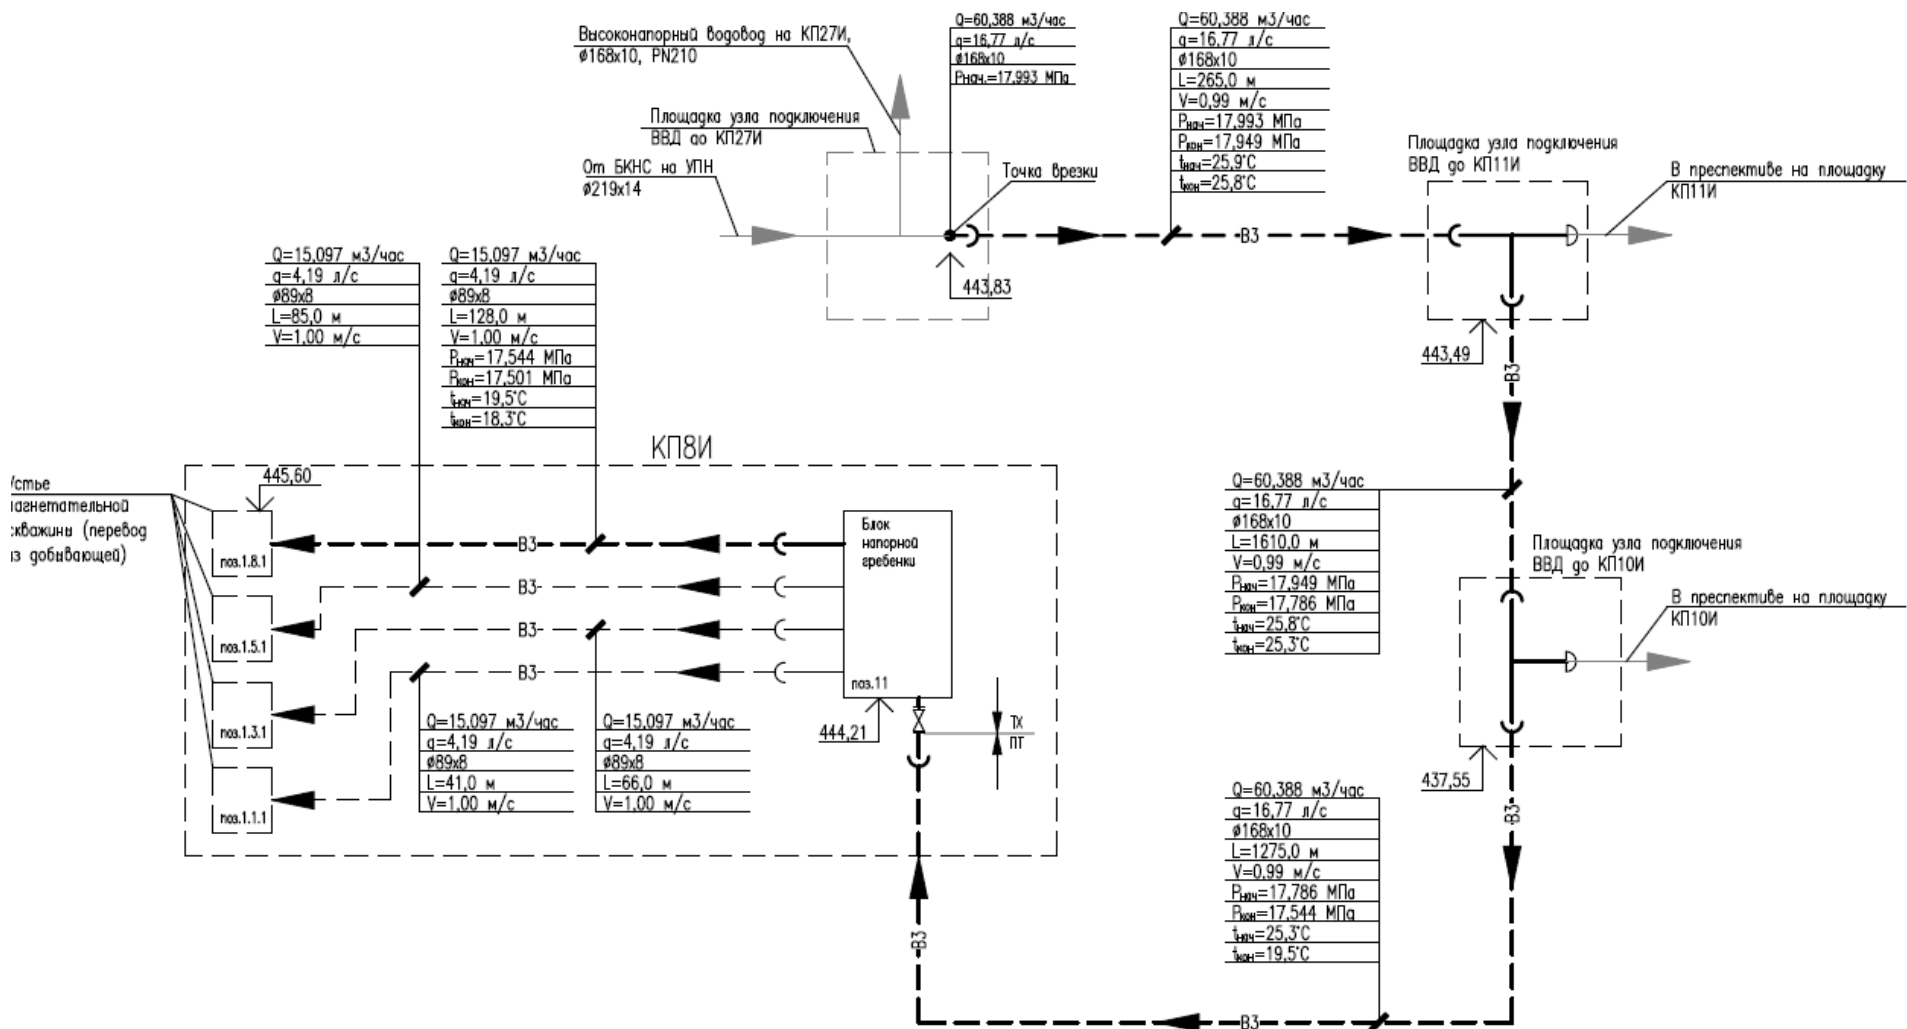 Высоконапорный водовод на КП27И,
ø168x10, PN210
Площадка узла подключения
ВВД до КП27И
От БКНС на УПН
ø219x14
Q=60,388 м3/час
q=16,77 л/с
ø168x10
Pнач.=17,993 МПа
Точка врезки
443,83
Q=60,388 м3/час
q=16,77 л/с
ø168x10
L=265,0 м
V=0,99 м/с
Pнач=17,993 МПа
Pкон=17,949 МПа
tнач=25,9°C
tкон=25,8°C
В3
Площадка узла подключения
ВВД до КП11И
В преспективе на площадку
КП11И
443,49
В3
Q=15,097 м3/час
q=4,19 л/с
ø89x8
L=85,0 м
V=1,00 м/с
Q=15,097 м3/час
q=4,19 л/с
ø89x8
L=128,0 м
V=1,00 м/с
Pнач=17,544 МПа
Pкон=17,501 МПа
tнач=19,5°C
tкон=18,3°C
КП8И
445,60
Устье
нагнетательной
скважины (перевод
из добывающей)
поз.1.8.1
поз.1.5.1
поз.1.3.1
поз.1.1.1
В3
В3
В3
В3
Блок
напорной
гребенки
поз.11
444,21
ТХ
ПТ
Q=15,097 м3/час
q=4,19 л/с
ø89x8
L=41,0 м
V=1,00 м/с
Q=15,097 м3/час
q=4,19 л/с
ø89x8
L=66,0 м
V=1,00 м/с
Q=60,388 м3/час
q=16,77 л/с
ø168x10
L=1610,0 м
V=0,99 м/с
Pнач=17,949 МПа
Pкон=17,786 МПа
tнач=25,8°C
tкон=25,3°C
Площадка узла подключения
ВВД до КП10И
В преспективе на площадку
КП10И
437,55
В3
Q=60,388 м3/час
q=16,77 л/с
ø168x10
L=1275,0 м
V=0,99 м/с
Pнач=17,786 МПа
Pкон=17,544 МПа
tнач=25,3°C
tкон=19,5°C
В3
В3